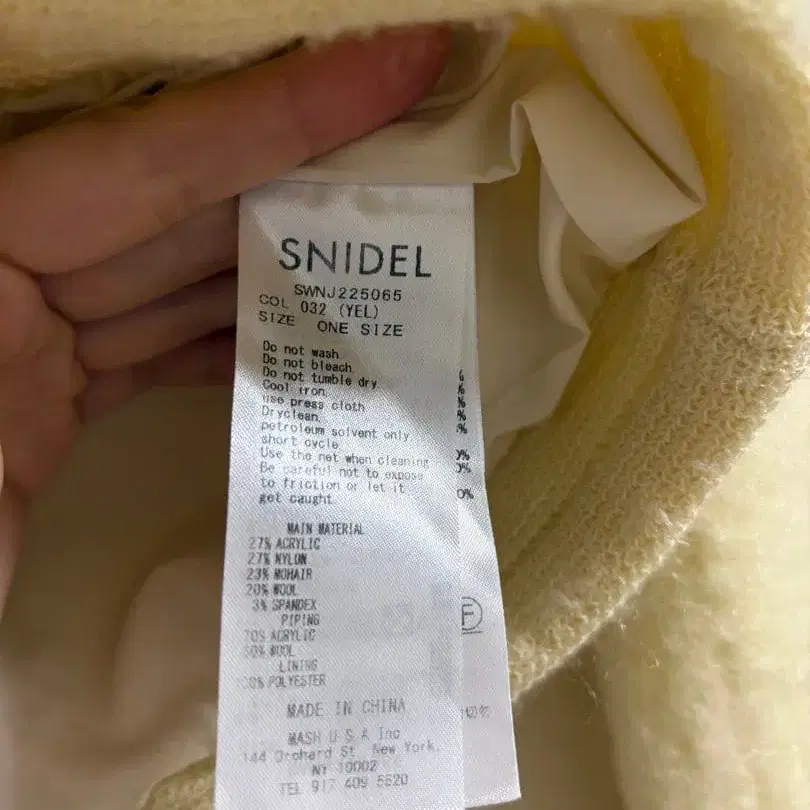 SNIDEL
SWNJ225065
COL 032 (YEL)
SIZE ONE SIZE
Do not wash
Do not bleach
Do not tumble dry
Cool iron
use press cloth
Dryclean
petroleum solvent only
short cycle
Use the net when cleaning
Be careful not to expose
to friction or let it
get caught
MAIN MATERIAL
27% ACRYLIC
27% NYLON
23% MOHAIR
20% WOOL
3% SPANDEX
PIPING
70% ACRYLIC
WOOL
LINING
POLYESTER
MADE IN CHINA
MASH U S A Inc
144 Orchard St New York,
NY 10002
TEL 917 409 5620
%
%
%
%
%
0%
F